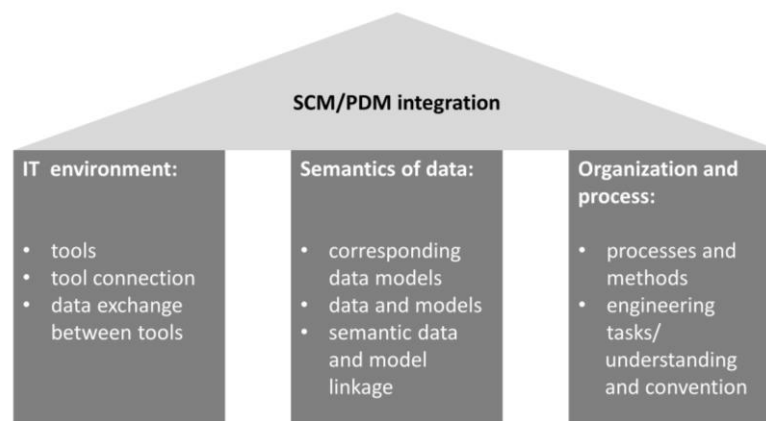 SCM/PDM integration
IT environment:
• tools
• tool connection
• data exchange
between tools
Semantics of data:
• corresponding
data models
• data and models
• semantic data
and model
linkage
Organization and
process:
• processes and
methods
• engineering
tasks/
understanding
and convention